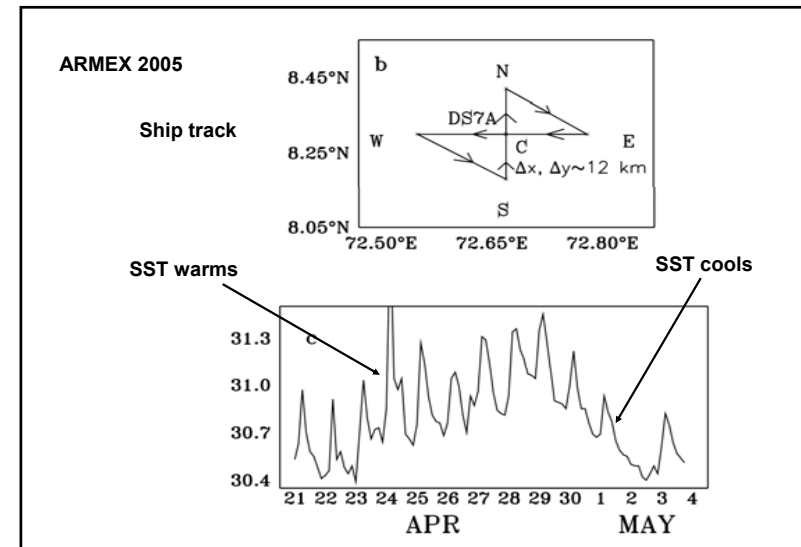 ARMEX 2005
Ship track
b
8.45°N
8.25°N
8.05°N
N
DS7A
W
C
E
Δx, Δy~12 km
S
72.50°E 72.65°E 72.80°E
SST warms
SST cools
c
31.3
31.0
30.7
30.4
21 22 23 24 25 26 27 28 29 30 1 2 3 4
APR MAY